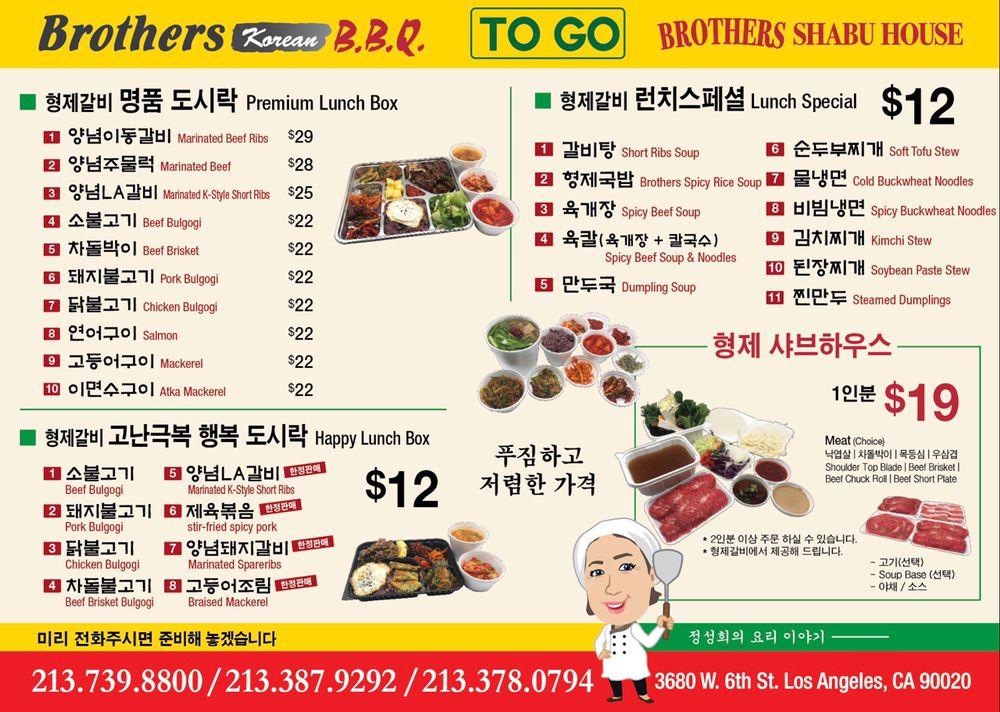 Brothers Korean B.B.Q.
TO GO
BROTHERS SHABU HOUSE
형제갈비 명품 도시락 Premium Lunch Box
1 양념이동갈비 Marinated Beef Ribs $29
2 양념주물럭 Marinated Beef $28
3 양념LA갈비 Marinated K-Style Short Ribs $25
4 소불고기 Beef Bulgogi $22
5 차돌박이 Beef Brisket $22
6 돼지불고기 Pork Bulgogi $22
7 닭불고기 Chicken Bulgogi $22
8 연어구이 Salmon $22
9 고등어구이 Mackerel $22
10 이면수구이 Atka Mackerel $22
형제갈비 런치스페셜 Lunch Special $12
1 갈비탕 Short Ribs Soup
2 형제국밥 Brothers Spicy Rice Soup
3 육개장 Spicy Beef Soup
4 육칼(육개장 + 칼국수)
Spicy Beef Soup & Noodles
5 만두국 Dumpling Soup
6 순두부찌개 Soft Tofu Stew
7 물냉면 Cold Buckwheat Noodles
8 비빔냉면 Spicy Buckwheat Noodles
9 김치찌개 Kimchi Stew
10 된장찌개 Soybean Paste Stew
11 찐만두 Steamed Dumplings
형제갈비 고난극복 행복 도시락 Happy Lunch Box
1 소불고기
Beef Bulgogi
2 돼지불고기
Pork Bulgogi
3 닭불고기
Chicken Bulgogi
4 차돌불고기
Beef Brisket Bulgogi
5 양념LA갈비 한정판매
Marinated K-Style Short Ribs
6 제육볶음 한정판매
stir-fried spicy pork
7 양념돼지갈비 한정판매
Marinated Spareribs
8 고등어조림 한정판매
Braised Mackerel
$12
푸짐하고
저렴한 가격
형제 샤브하우스
1인분 $19
Meat (Choice)
낙엽살 | 차돌박이 | 목등심 | 우삼겹
Shoulder Top Blade | Beef Brisket |
Beef Chuck Roll | Beef Short Plate
* 2인분 이상 주문 하실 수 있습니다.
* 형제갈비에서 제공해 드립니다.
- 고기(선택)
- Soup Base (선택)
- 야채 / 소스
미리 전화주시면 준비해 놓겠습니다
정성희의 요리 이야기
213.739.8800 / 213.387.9292 / 213.378.0794
3680 W. 6th St. Los Angeles, CA 90020